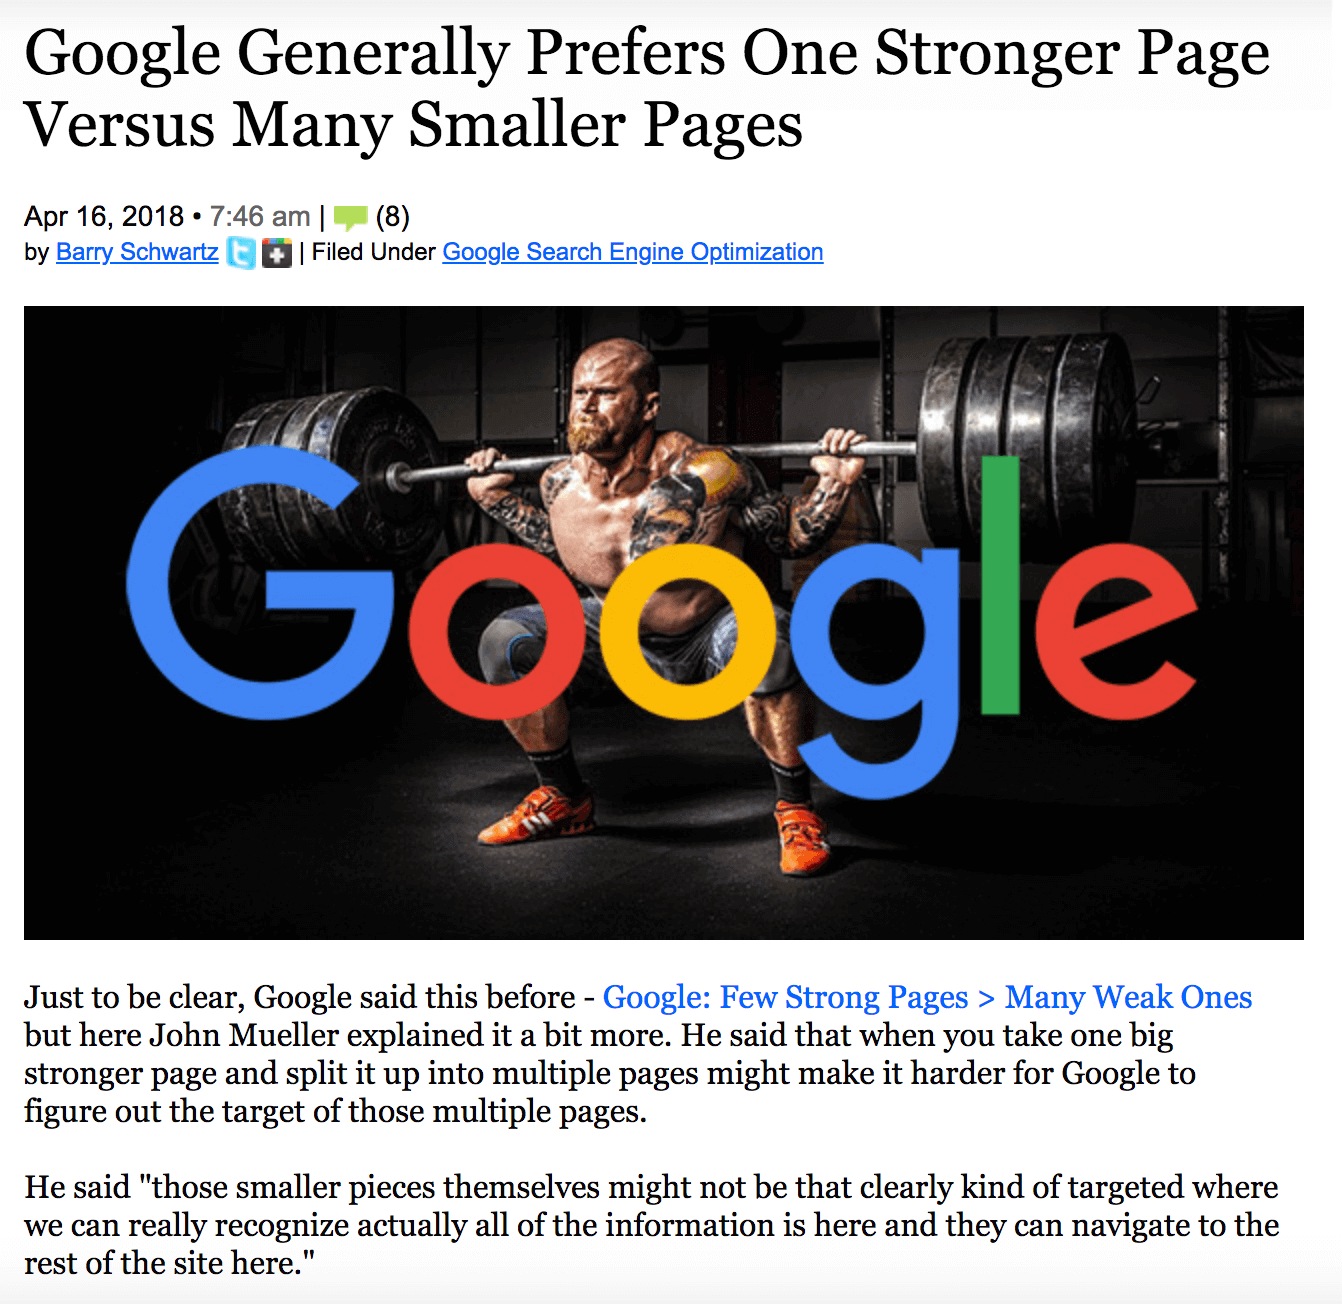 Google Generally Prefers One Stronger Page
Versus Many Smaller Pages
Apr 16, 2018 • 7:46 am | (8)
by Barry Schwartz | Filed Under Google Search Engine Optimization
Google
Just to be clear, Google said this before - Google: Few Strong Pages > Many Weak Ones
but here John Mueller explained it a bit more. He said that when you take one big
stronger page and split it up into multiple pages might make it harder for Google to
figure out the target of those multiple pages.
He said "those smaller pieces themselves might not be that clearly kind of targeted where
we can really recognize actually all of the information is here and they can navigate to the
rest of the site here."